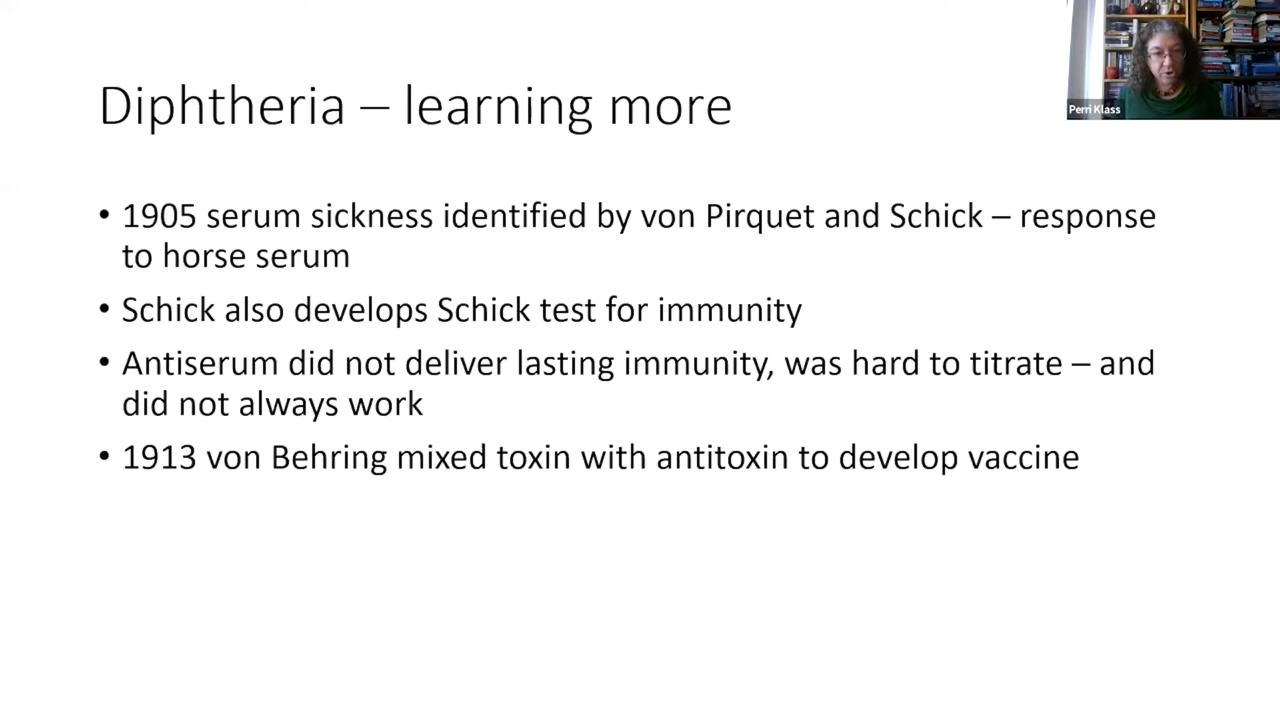 Diphtheria – learning more
Perri Klass
• 1905 serum sickness identified by von Pirquet and Schick – response
to horse serum
• Schick also develops Schick test for immunity
• Antiserum did not deliver lasting immunity, was hard to titrate – and
did not always work
• 1913 von Behring mixed toxin with antitoxin to develop vaccine